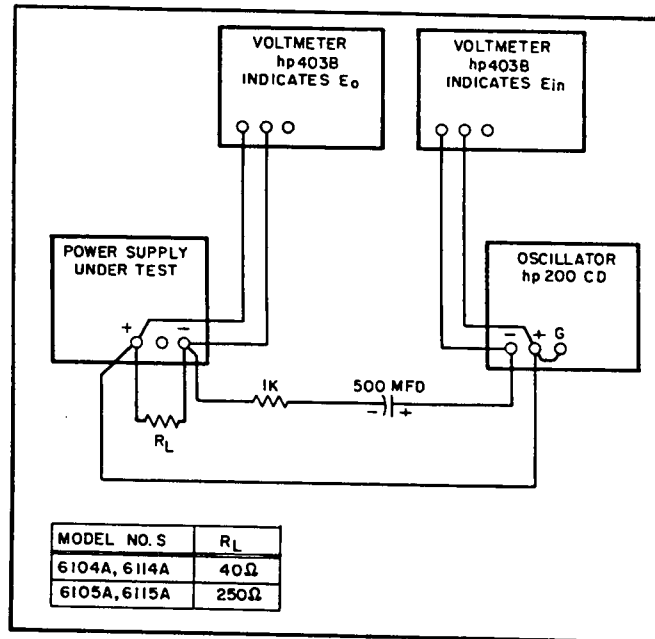 VOLTMETER
hp403B
INDICATES Eo
VOLTMETER
hp403B
INDICATES Ein
POWER SUPPLY
UNDER TEST
+ -
OSCILLATOR
hp 200 CD
- + G
1K
500 MFD
- +
RL
MODEL NO. S RL
6104A, 6114A 40Ω
6105A, 6115A 250Ω